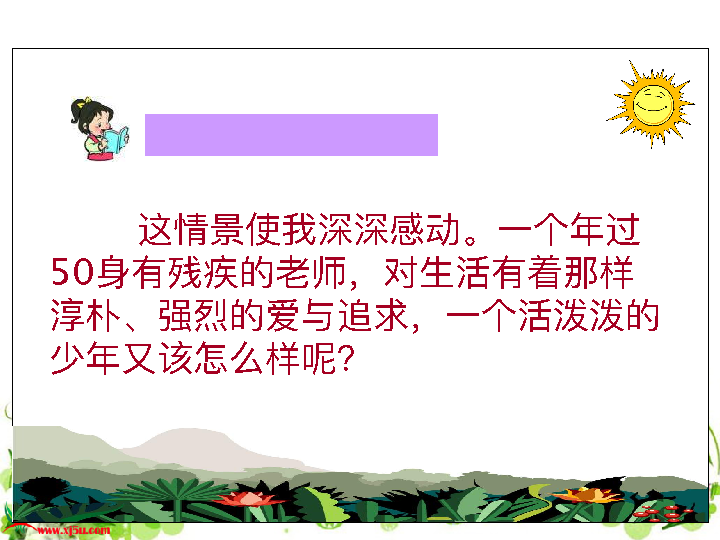 这情景使我深深感动。一个年过
50身有残疾的老师，对生活有着那样
淳朴、强烈的爱与追求，一个活泼泼的
少年又该怎么样呢?
www.xj5u.com